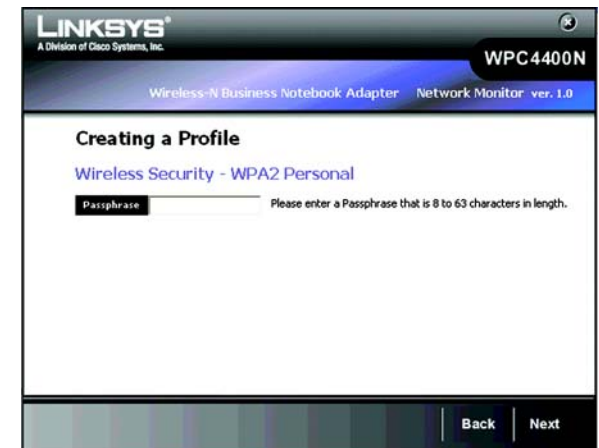 LINKSYS®
A Division of Cisco Systems, Inc.
WPC4400N
Wireless-N Business Notebook Adapter Network Monitor ver. 1.0
Creating a Profile
Wireless Security - WPA2 Personal
Passphrase Please enter a Passphrase that is 8 to 63 characters in length.
Back Next